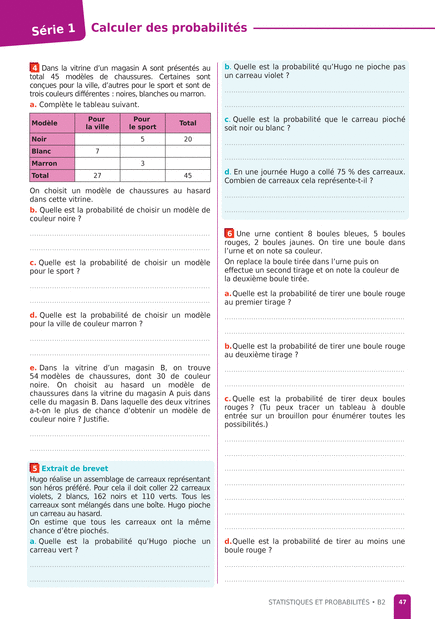 Série 1
Calculer des probabilités
4 Dans la vitrine d'un magasin A sont présentés au
total 45 modèles de chaussures. Certaines sont
conçues pour la ville, d'autres pour le sport et sont de
trois couleurs différentes : noires, blanches ou marron.
a. Complète le tableau suivant.
Modèle Pour la ville Pour le sport Total
Noir 5 20
Blanc 7
Marron 3
Total 27 45
On choisit un modèle de chaussures au hasard
dans cette vitrine.
b. Quelle est la probabilité de choisir un modèle de
couleur noire ?
c. Quelle est la probabilité de choisir un modèle
pour le sport ?
d. Quelle est la probabilité de choisir un modèle
pour la ville de couleur marron ?
e. Dans la vitrine d'un magasin B, on trouve
54 modèles de chaussures, dont 30 de couleur
noire. On choisit au hasard un modèle de
chaussures dans la vitrine du magasin A puis dans
celle du magasin B. Dans laquelle des deux vitrines
a-t-on le plus de chance d'obtenir un modèle de
couleur noire ? Justifie.
5 Extrait de brevet
Hugo réalise un assemblage de carreaux représentant
son héros préféré. Pour cela il doit coller 22 carreaux
violets, 2 blancs, 162 noirs et 110 verts. Tous les
carreaux sont mélangés dans une boîte. Hugo pioche
un carreau au hasard.
On estime que tous les carreaux ont la même
chance d'être piochés.
a. Quelle est la probabilité qu'Hugo pioche un
carreau vert ?
b. Quelle est la probabilité qu'Hugo ne pioche pas
un carreau violet ?
c. Quelle est la probabilité que le carreau pioché
soit noir ou blanc ?
d. En une journée Hugo a collé 75 % des carreaux.
Combien de carreaux cela représente-t-il ?
6 Une urne contient 8 boules bleues, 5 boules
rouges, 2 boules jaunes. On tire une boule dans
l'urne et on note sa couleur.
On replace la boule tirée dans l'urne puis on
effectue un second tirage et on note la couleur de
la deuxième boule tirée.
a. Quelle est la probabilité de tirer une boule rouge
au premier tirage ?
b. Quelle est la probabilité de tirer une boule rouge
au deuxième tirage ?
c. Quelle est la probabilité de tirer deux boules
rouges ? (Tu peux tracer un tableau à double
entrée sur un brouillon pour énumérer toutes les
possibilités.)
d. Quelle est la probabilité de tirer au moins une
boule rouge ?
STATISTIQUES ET PROBABILITÉS • B2 47